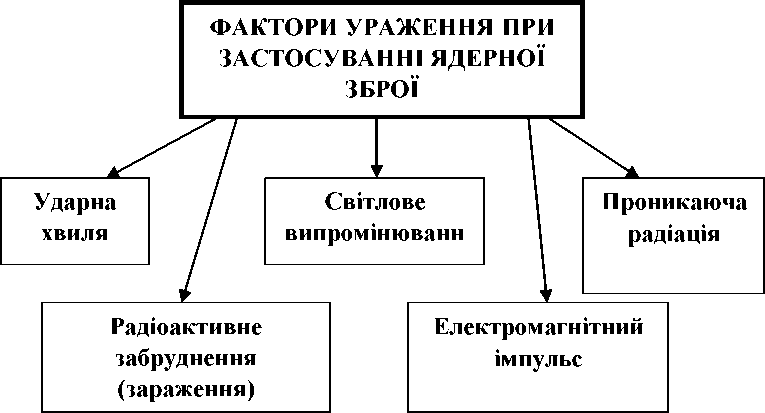 ФАКТОРИ УРАЖЕННЯ ПРИ
ЗАСТОСУВАННІ ЯДЕРНОЇ
ЗБРОЇ
Ударна
хвиля
Світлове
випромінюванн
Проникаюча
радіація
Радіоактивне
забруднення
(зараження)
Електромагнітний
імпульс